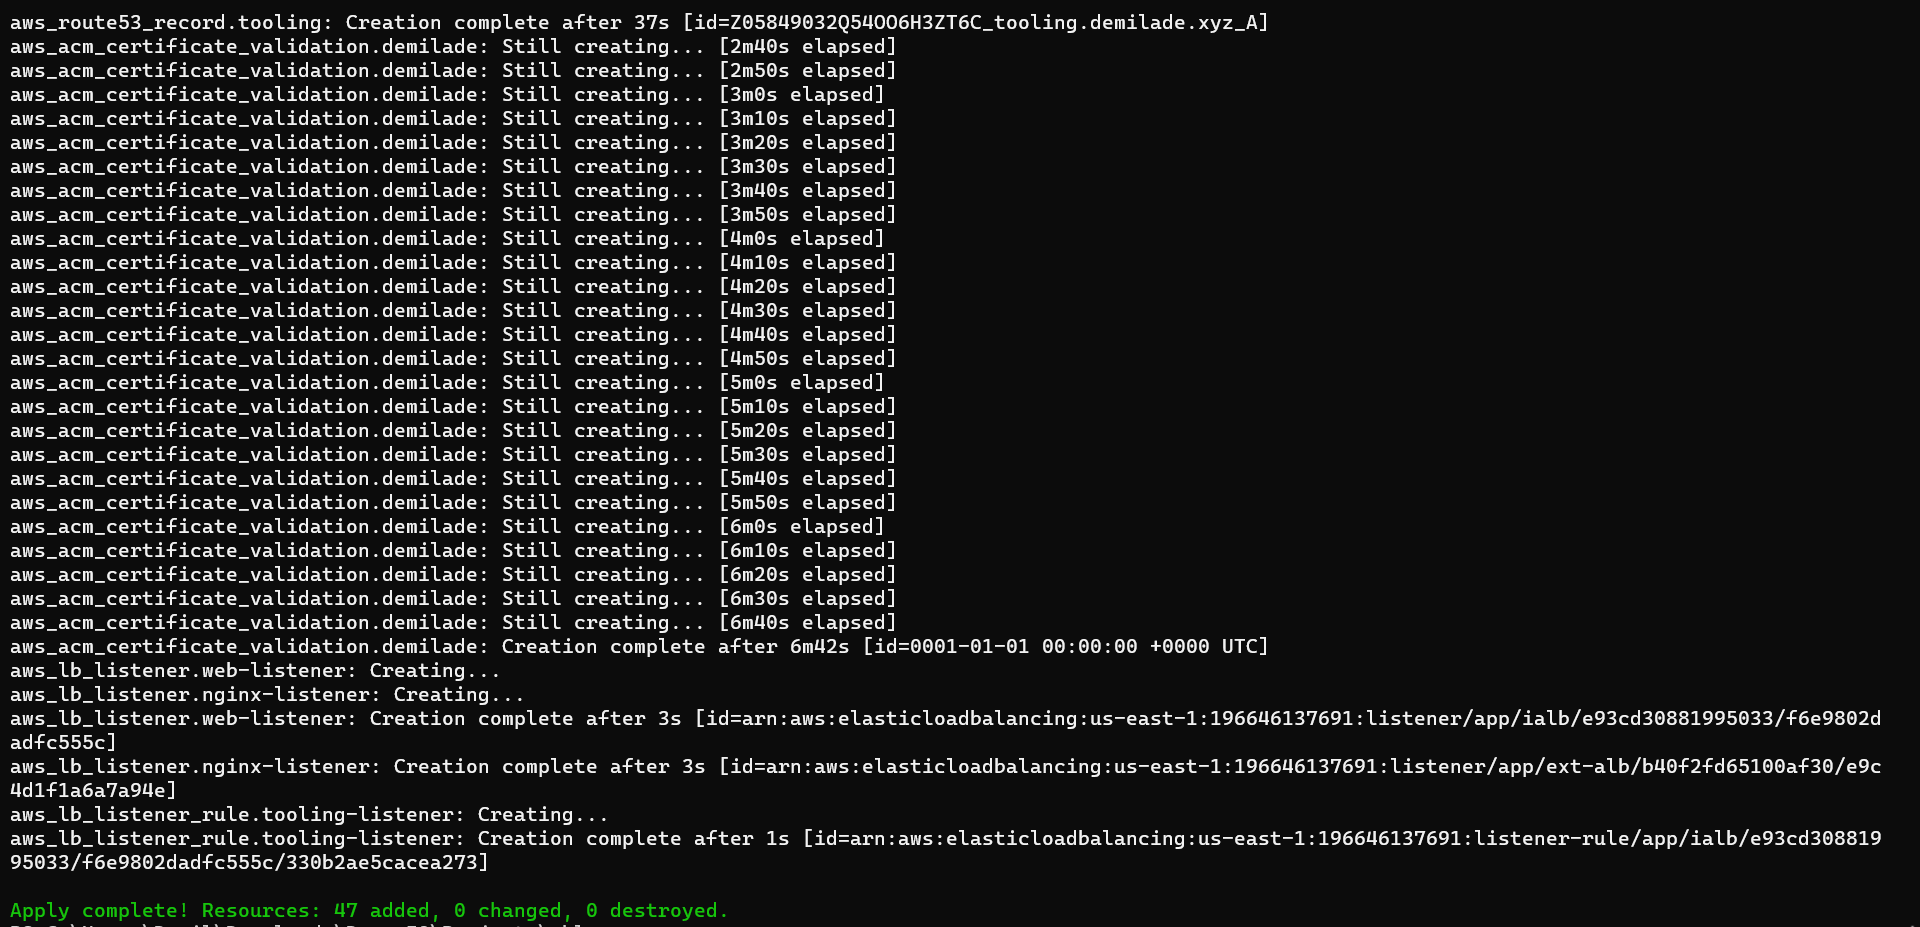 aws_route53_record.tooling: Creation complete after 37s [id=Z05849032Q54OO6H3ZT6C_tooling.demilade.xyz_A]
aws_acm_certificate_validation.demilade: Still creating... [2m40s elapsed]
aws_acm_certificate_validation.demilade: Still creating... [2m50s elapsed]
aws_acm_certificate_validation.demilade: Still creating... [3m0s elapsed]
aws_acm_certificate_validation.demilade: Still creating... [3m10s elapsed]
aws_acm_certificate_validation.demilade: Still creating... [3m20s elapsed]
aws_acm_certificate_validation.demilade: Still creating... [3m30s elapsed]
aws_acm_certificate_validation.demilade: Still creating... [3m40s elapsed]
aws_acm_certificate_validation.demilade: Still creating... [3m50s elapsed]
aws_acm_certificate_validation.demilade: Still creating... [4m0s elapsed]
aws_acm_certificate_validation.demilade: Still creating... [4m10s elapsed]
aws_acm_certificate_validation.demilade: Still creating... [4m20s elapsed]
aws_acm_certificate_validation.demilade: Still creating... [4m30s elapsed]
aws_acm_certificate_validation.demilade: Still creating... [4m40s elapsed]
aws_acm_certificate_validation.demilade: Still creating... [4m50s elapsed]
aws_acm_certificate_validation.demilade: Still creating... [5m0s elapsed]
aws_acm_certificate_validation.demilade: Still creating... [5m10s elapsed]
aws_acm_certificate_validation.demilade: Still creating... [5m20s elapsed]
aws_acm_certificate_validation.demilade: Still creating... [5m30s elapsed]
aws_acm_certificate_validation.demilade: Still creating... [5m40s elapsed]
aws_acm_certificate_validation.demilade: Still creating... [5m50s elapsed]
aws_acm_certificate_validation.demilade: Still creating... [6m0s elapsed]
aws_acm_certificate_validation.demilade: Still creating... [6m10s elapsed]
aws_acm_certificate_validation.demilade: Still creating... [6m20s elapsed]
aws_acm_certificate_validation.demilade: Still creating... [6m30s elapsed]
aws_acm_certificate_validation.demilade: Still creating... [6m40s elapsed]
aws_acm_certificate_validation.demilade: Creation complete after 6m42s [id=0001-01-01 00:00:00 +0000 UTC]
aws_lb_listener.web-listener: Creating...
aws_lb_listener.nginx-listener: Creating...
aws_lb_listener.web-listener: Creation complete after 3s [id=arn:aws:elasticloadbalancing:us-east-1:196646137691:listener/app/ialb/e93cd30881995033/f6e9802d
adfc555c]
aws_lb_listener.nginx-listener: Creation complete after 3s [id=arn:aws:elasticloadbalancing:us-east-1:196646137691:listener/app/ext-alb/b40f2fd65100af30/e9c
4d1f1a6a7a94e]
aws_lb_listener_rule.tooling-listener: Creating...
aws_lb_listener_rule.tooling-listener: Creation complete after 1s [id=arn:aws:elasticloadbalancing:us-east-1:196646137691:listener-rule/app/ialb/e93cd308819
95033/f6e9802dadfc555c/330b2ae5cacea273]
Apply complete! Resources: 47 added, 0 changed, 0 destroyed.